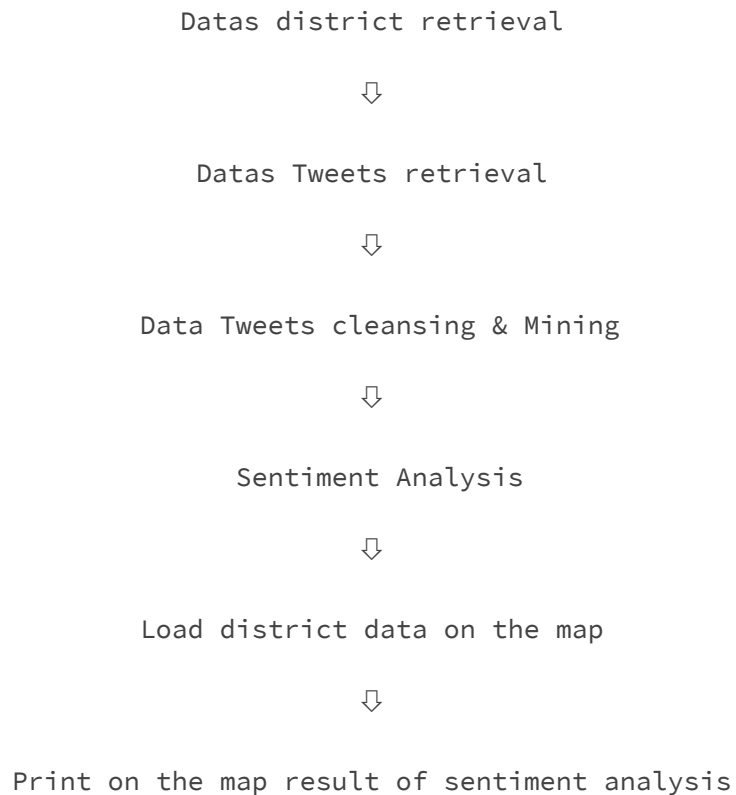 Datas district retrieval
⇩
Datas Tweets retrieval
⇩
Data Tweets cleansing & Mining
⇩
Sentiment Analysis
⇩
Load district data on the map
⇩
Print on the map result of sentiment analysis